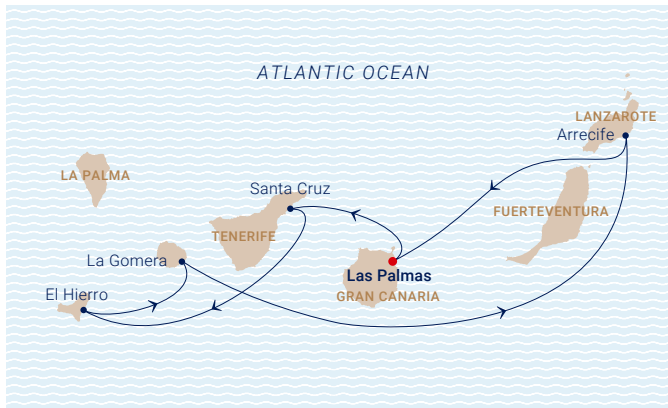 ATLANTIC OCEAN
LANZAROTE
Arrecife
LA PALMA
Santa Cruz
FUERTEVENTURA
TENERIFE
La Gomera
Las Palmas
El Hierro
GRAN CANARIA